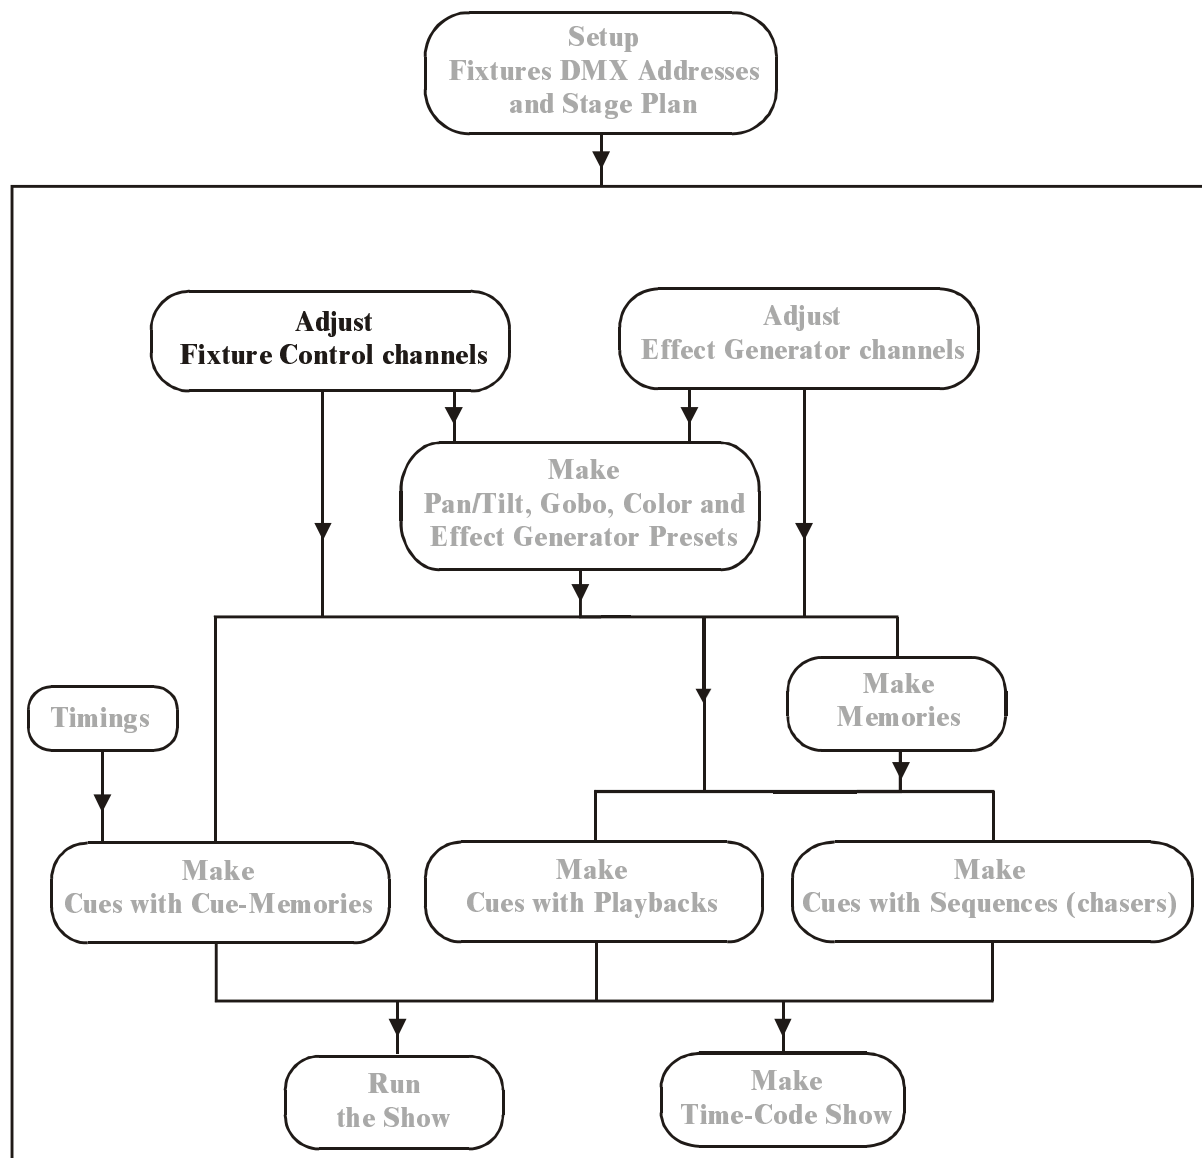 Setup
Fixtures DMX Addresses
and Stage Plan
Adjust
Fixture Control channels
Adjust
Effect Generator channels
Make
Pan/Tilt, Gobo, Color and
Effect Generator Presets
Make
Memories
Timings
Make
Cues with Cue-Memories
Make
Cues with Playbacks
Make
Cues with Sequences (chasers)
Run
the Show
Make
Time-Code Show